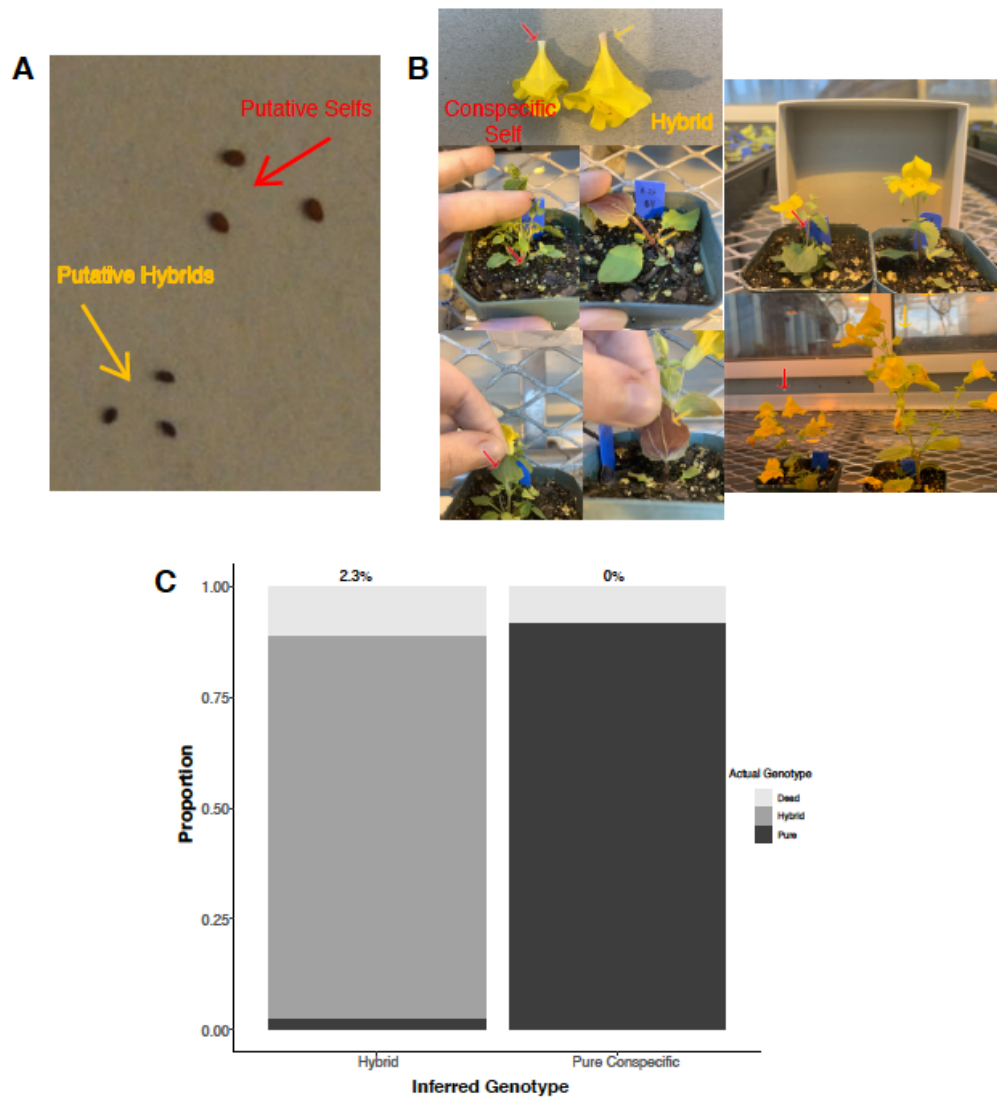 A
Putative Selfs
Putative Hybrids
B
Conspecific
Self
Hybrid
C
2.3%
0%
1.00
0.75
0.50
0.25
0.00
Proportion
Hybrid
Pure Conspecific
Inferred Genotype
Actual Genotype
Dead
Hybrid
Pure